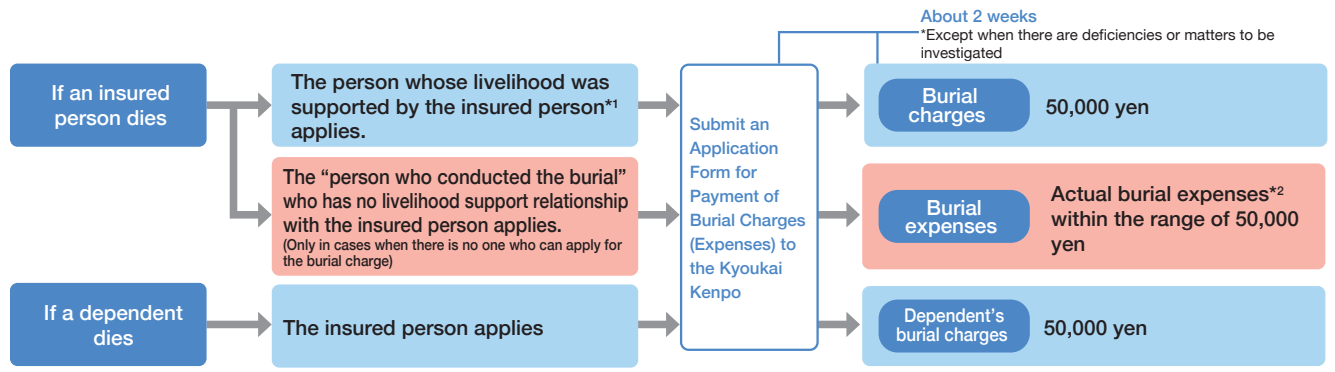 About 2 weeks
*Except when there are deficiencies or matters to be
investigated
If an insured
person dies
The person whose livelihood was
supported by the insured person*1
applies.
The “person who conducted the burial”
who has no livelihood support relationship
with the insured person applies.
(Only in cases when there is no one who can apply for
the burial charge)
If a dependent
dies
The insured person applies
Submit an
Application
Form for
Payment of
Burial Charges
(Expenses) to
the Kyoukai
Kenpo
Burial
charges
50,000 yen
Burial
expenses
Actual burial expenses*2
within the range of 50,000
yen
Dependent’s
burial charges
50,000 yen